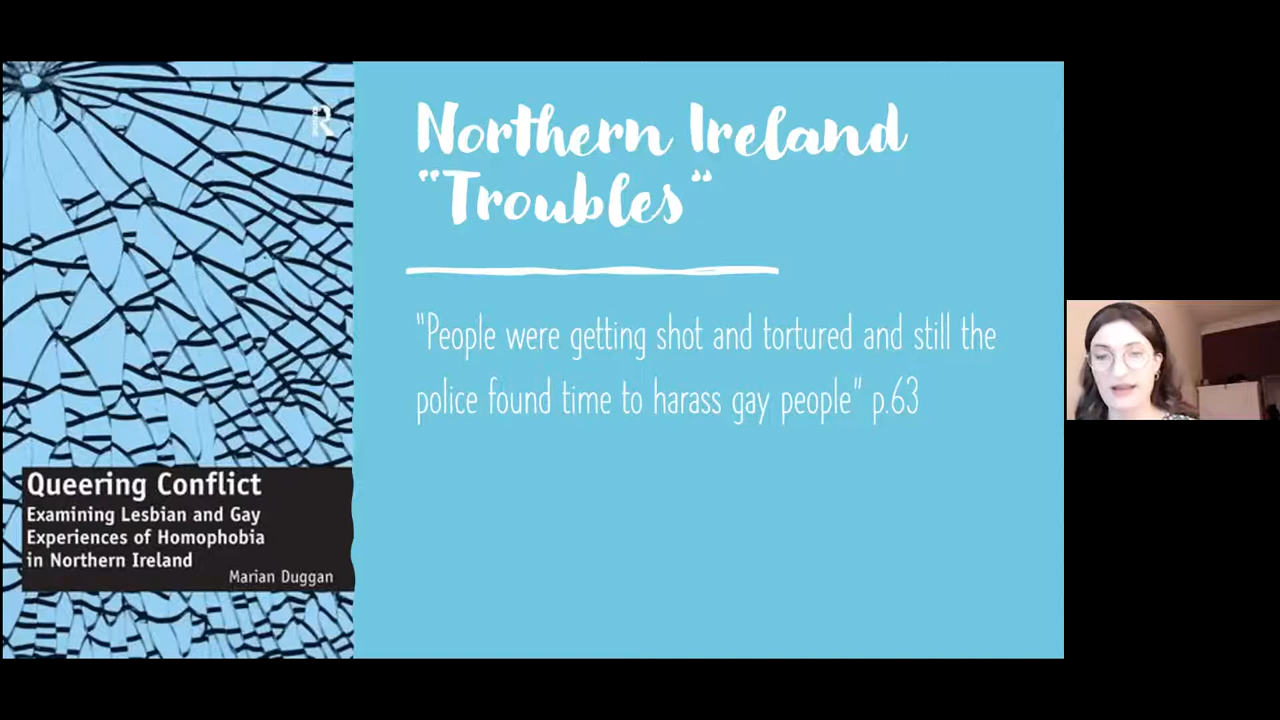 Northern Ireland
"Troubles"
"People were getting shot and tortured and still the
police found time to harass gay people" p.63
Queering Conflict
Examining Lesbian and Gay
Experiences of Homophobia
in Northern Ireland
Marian Duggan